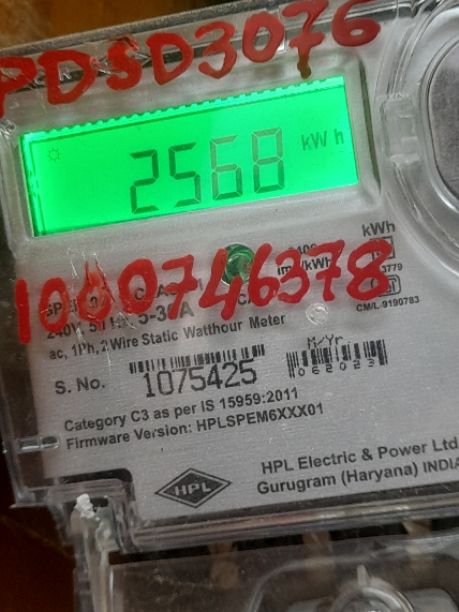 PDSD3076
2568 kWh
kWh
imp/kWh
1000746378
CM/L-9190783
240V, 5-30A
ac, 1Ph, 2 Wire Static Watthour Meter
M/Yr
S. No. 1075425 062023
Category C3 as per IS 15959:2011
Firmware Version: HPLSPEM6XXX01
HPL
HPL Electric & Power Ltd
Gurugram (Haryana) INDIA